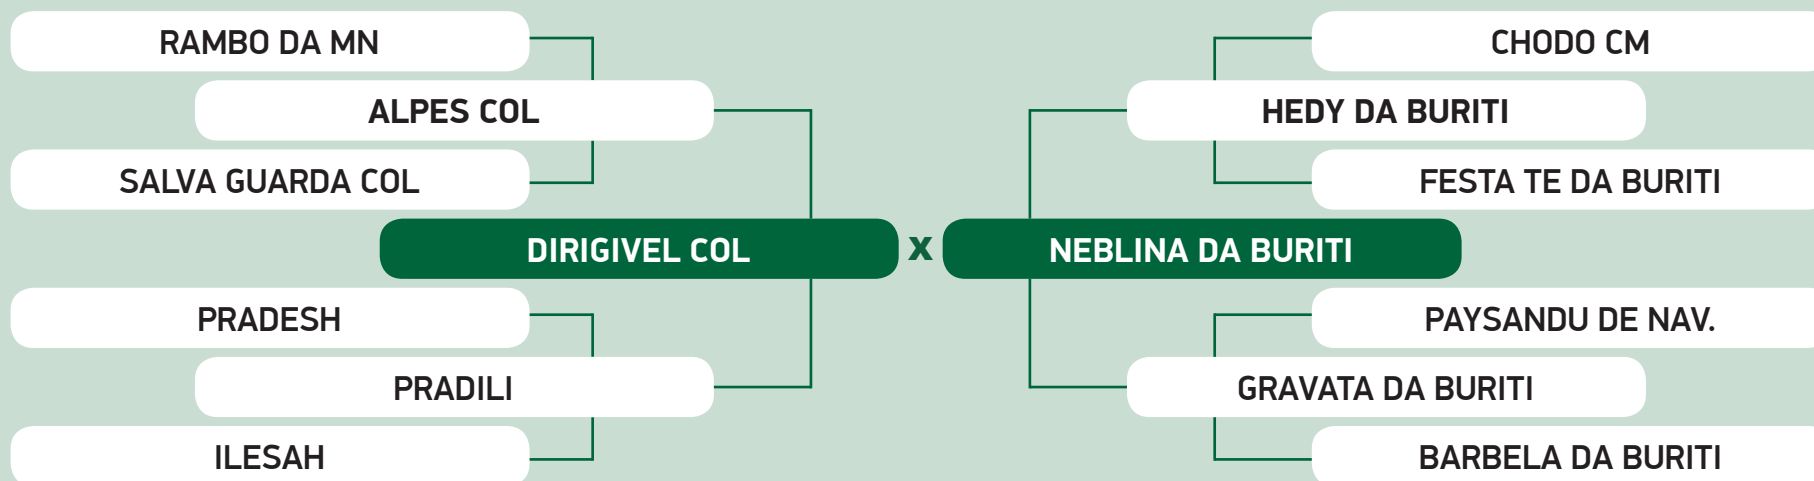 RAMBO DA MN
CHODO CM
ALPES COL
HEDY DA BURITI
SALVA GUARDA COL
FESTA TE DA BURITI
DIRIGIVEL COL x NEBLINA DA BURITI
PRADESH
PAYSANDU DE NAV.
PRADILI
GRAVATA DA BURITI
ILESAH
BARBELA DA BURITI